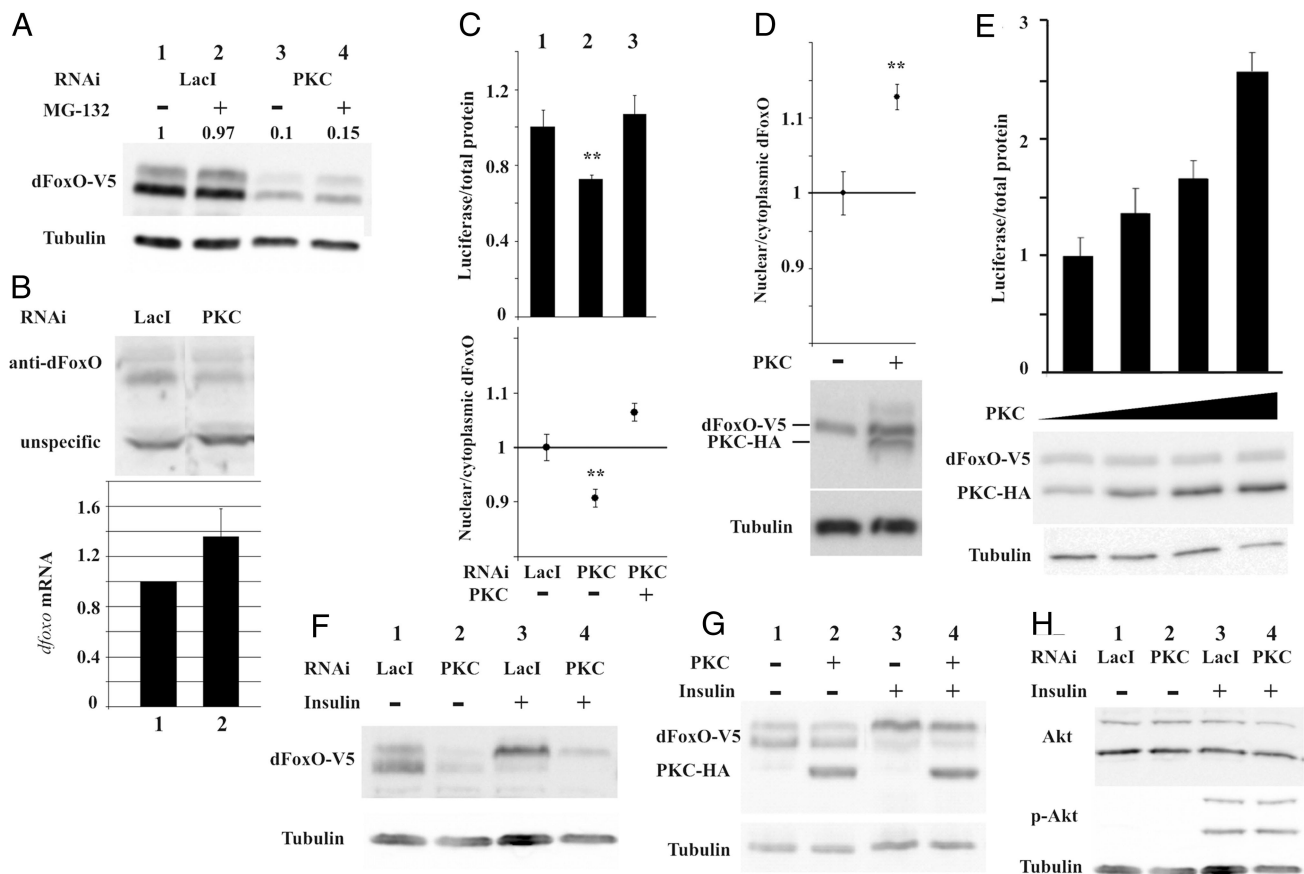 A
1 2 3 4
RNAi LacI PKC
MG-132 - + - +
1 0.97 0.1 0.15
dFoxO-V5
Tubulin
B
RNAi LacI PKC
anti-dFoxO
unspecific
1.6
1.2
0.8
0.4
0
dfoxo mRNA
1 2
C
1 2 3
Luciferase/total protein
1.2
0.8
0.4
0
**
Nuclear/cytoplasmic dFoxO
1.1
1
0.9
**
RNAi LacI PKC PKC
PKC - - +
D
Nuclear/cytoplasmic dFoxO
1.1
1
0.9
**
PKC - +
dFoxO-V5
PKC-HA
Tubulin
E
Luciferase/total protein
3
2
1
0
PKC
dFoxO-V5
PKC-HA
Tubulin
F
1 2 3 4
RNAi LacI PKC LacI PKC
Insulin - - + +
dFoxO-V5
Tubulin
G
1 2 3 4
PKC - + - +
Insulin - - + +
dFoxO-V5
PKC-HA
Tubulin
H
1 2 3 4
RNAi LacI PKC LacI PKC
Insulin - - + +
Akt
p-Akt
Tubulin